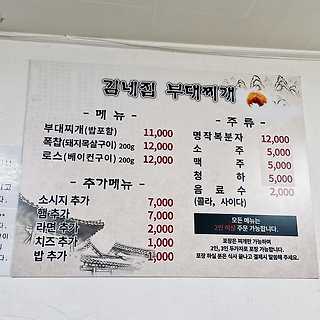 김네집 부대찌개
- 메 뉴 -
부대찌개(밥포함) 11,000
폭찹(돼지목살구이) 200g 12,000
로스(베이컨구이) 200g 12,000
- 추가메뉴 -
소시지 추가 7,000
햄 추가 7,000
라면 추가 2,000
치즈 추가 1,000
밥 추가 1,000
- 주 류 -
명작복분자 12,000
소 주 5,000
맥 주 5,000
청 하 5,000
음 료 수 2,000
(콜라, 사이다)
모든 메뉴는
2인 이상 주문 가능합니다.
포장은 찌개만 가능하며
2인, 3인 두가지로 포장 가능합니다.
포장 하실 분은 식사 끝나고 결제시 말씀해 주세요.